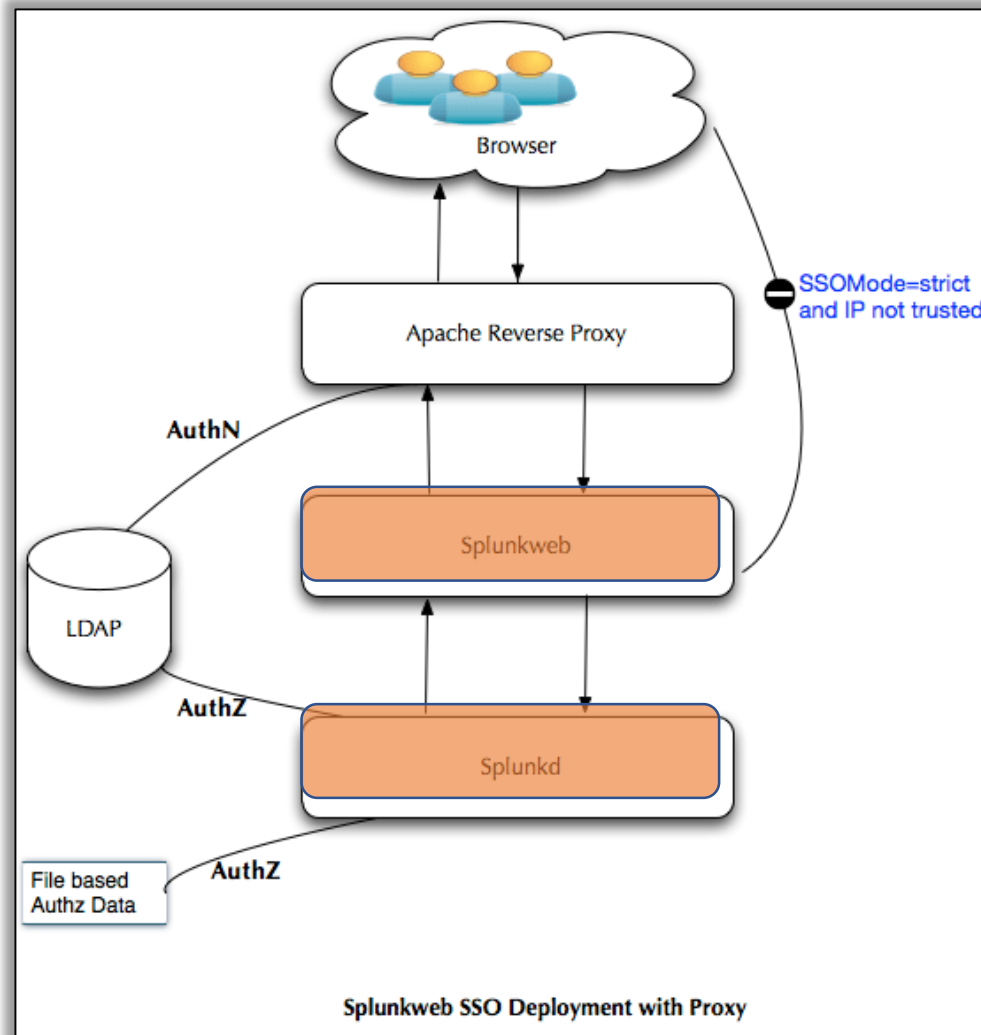 Browser
SSOMode=strict
and IP not trusted
Apache Reverse Proxy
AuthN
Splunkweb
LDAP
AuthZ
Splunkd
AuthZ
File based
Authz Data
Splunkweb SSO Deployment with Proxy